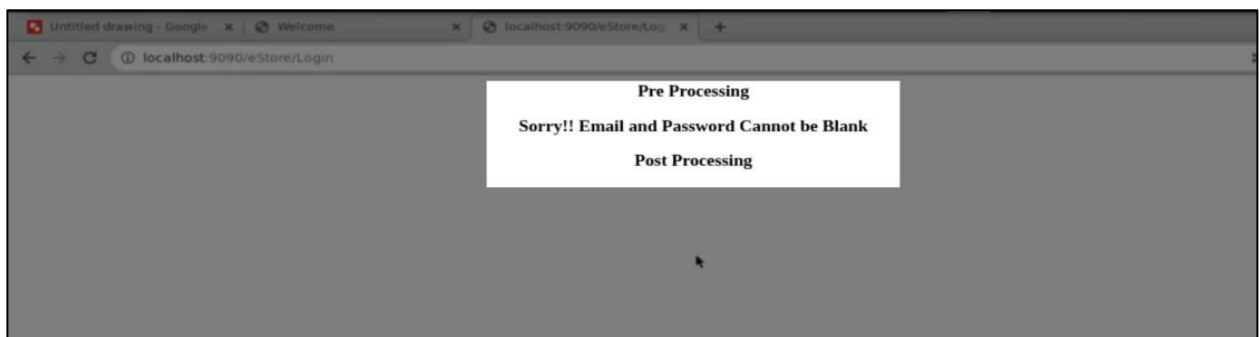 Untitled drawing - Google
Welcome
localhost:9090/eStore/Log
localhost:9090/eStore/Login
Pre Processing
Sorry!! Email and Password Cannot be Blank
Post Processing